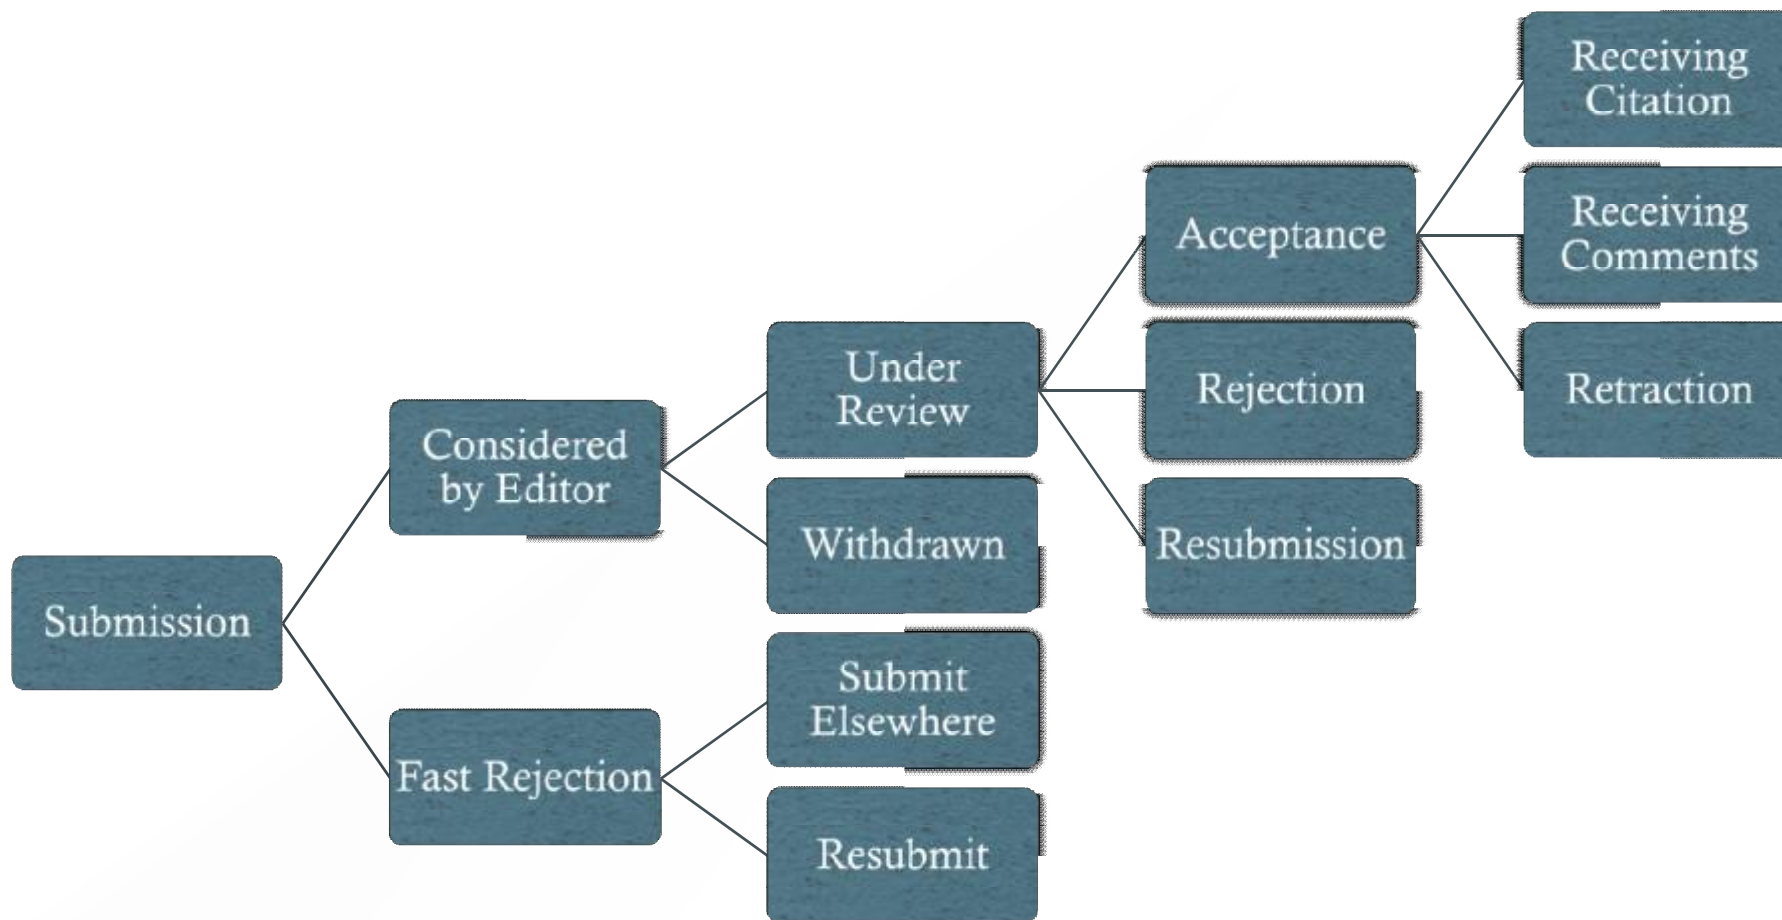 Submission
Considered
by Editor
Fast Rejection
Under
Review
Withdrawn
Submit
Elsewhere
Resubmit
Acceptance
Rejection
Resubmission
Receiving
Citation
Receiving
Comments
Retraction